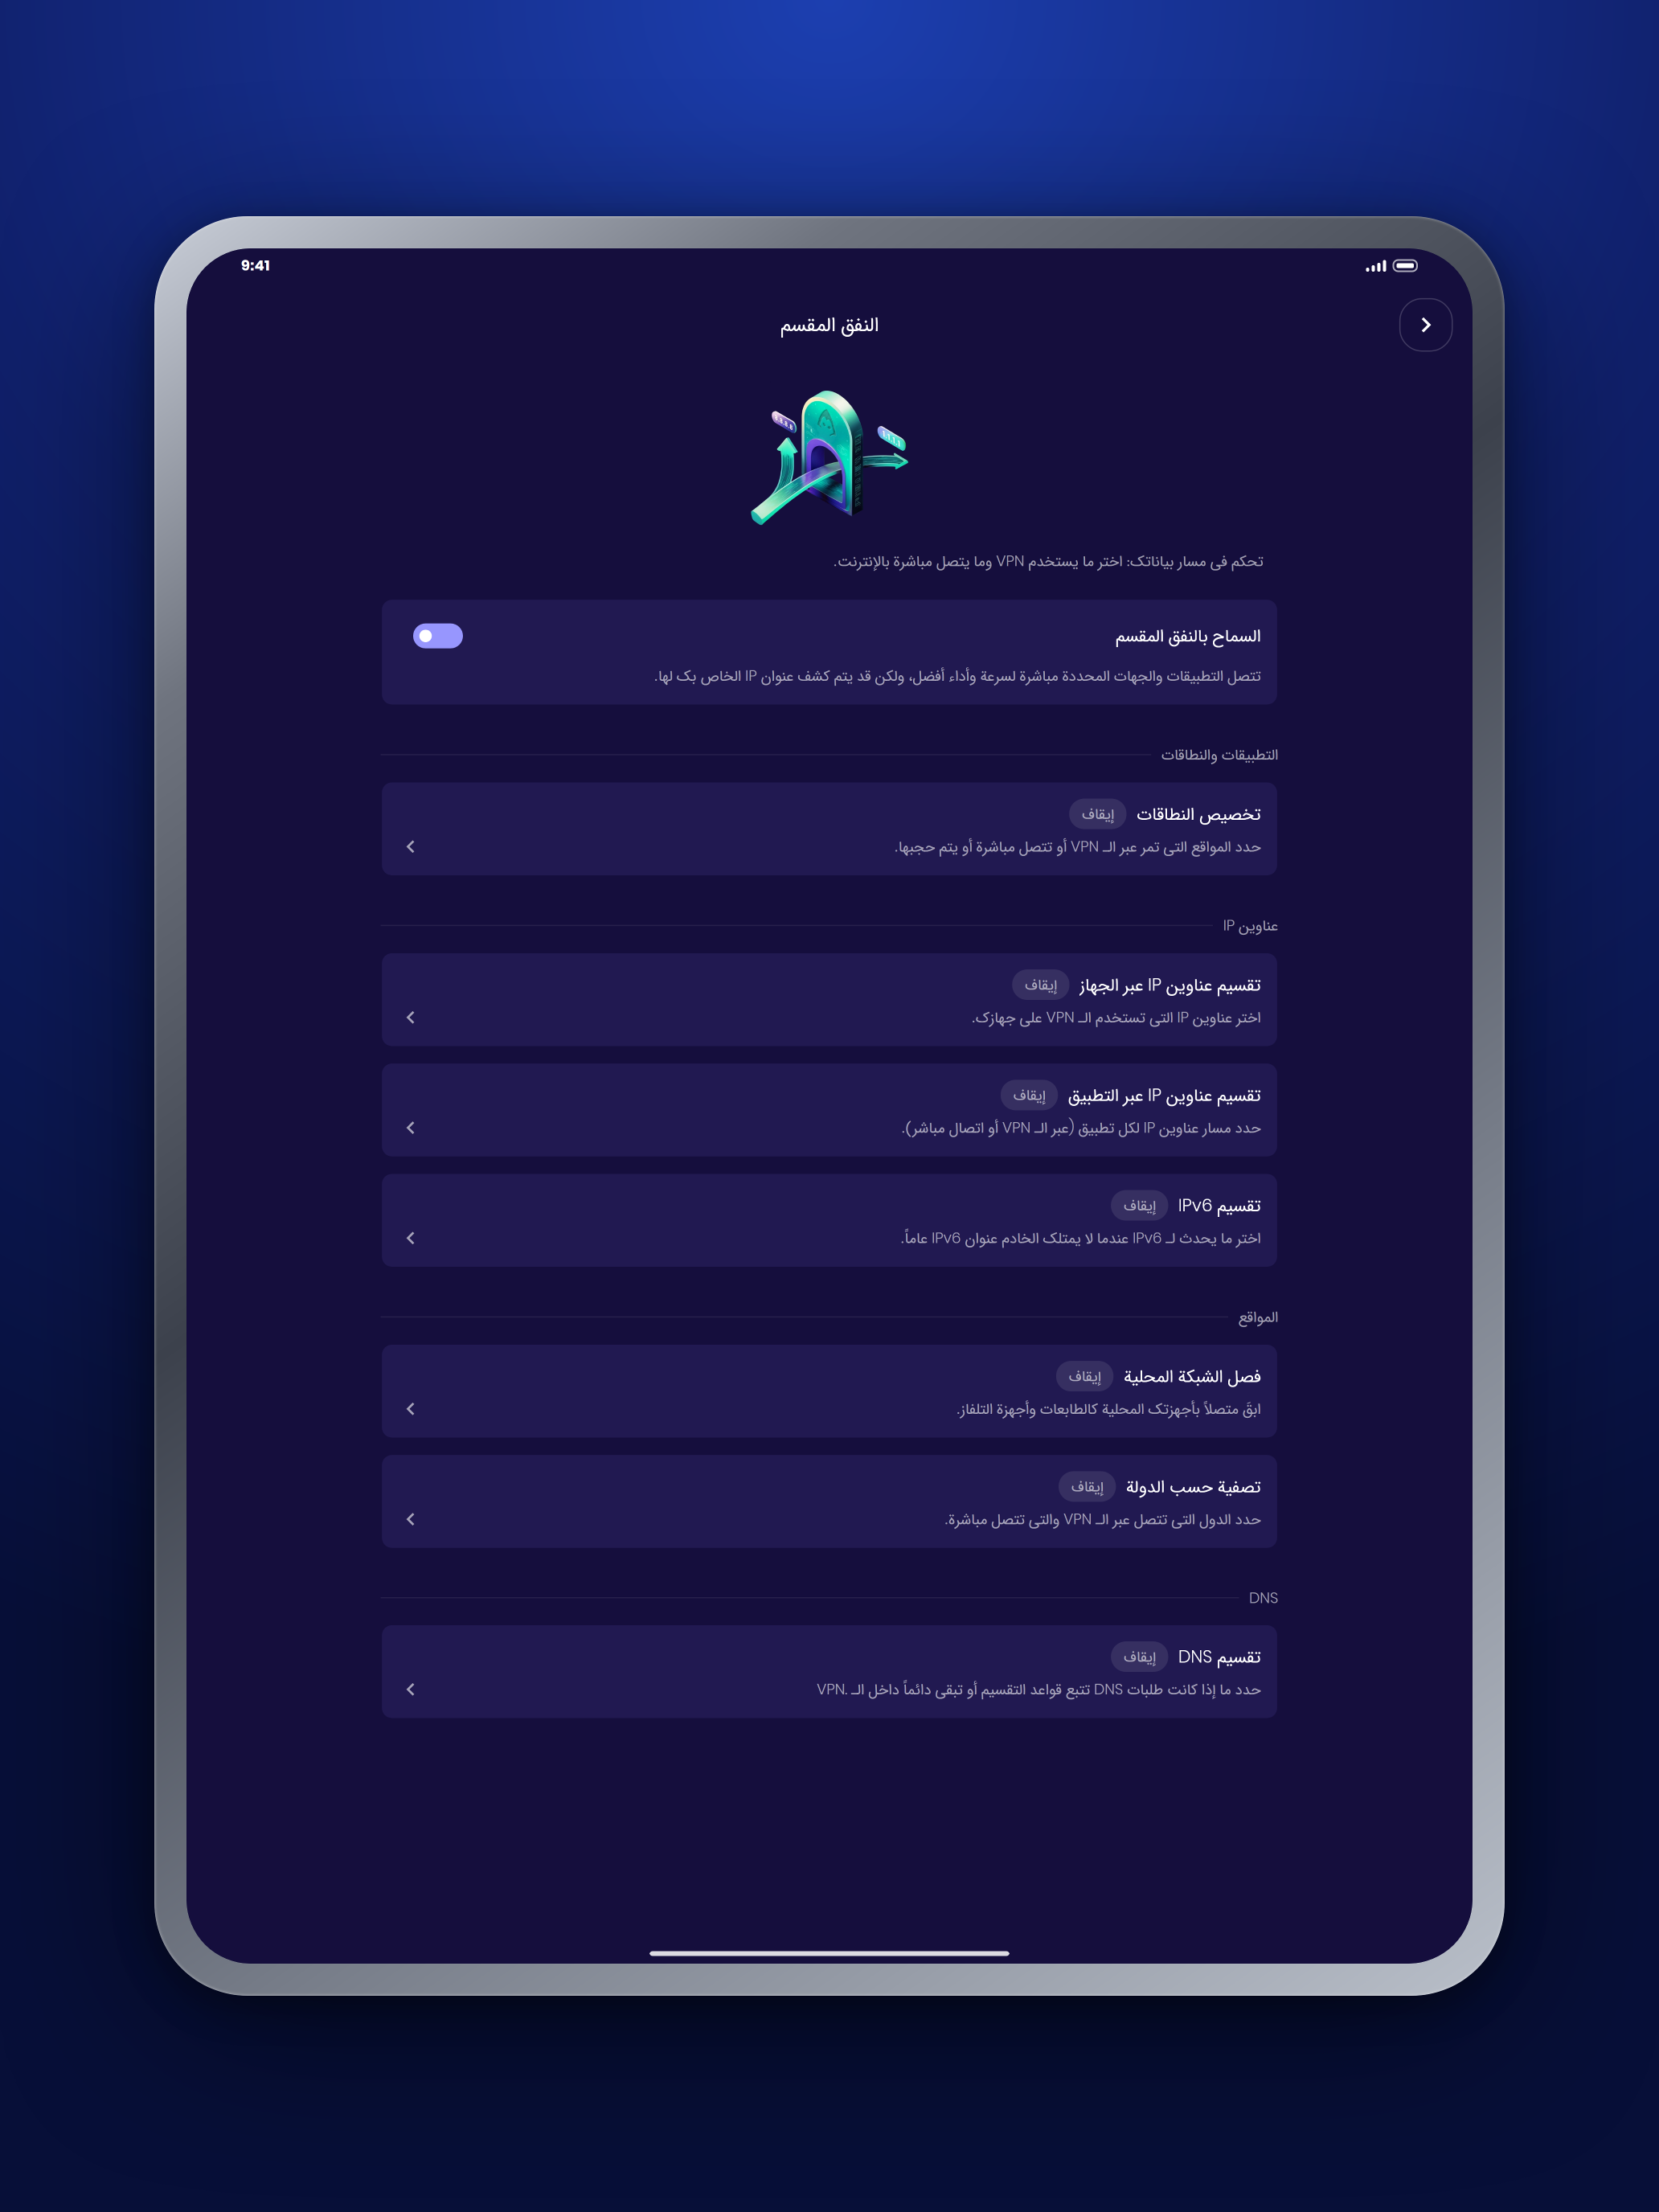 9:41
النفق المقسم
تحكم في مسار بياناتك: اختر ما يستخدم VPN وما يتصل مباشرة بالإنترنت.
السماح بالنفق المقسم
تتصل التطبيقات والجهات المحددة مباشرة لسرعة وأداء أفضل، ولكن قد يتم كشف عنوان IP الخاص بك لها.
التطبيقات والنطاقات
تخصيص النطاقات إيقاف
حدد المواقع التي تمر عبر الـ VPN أو تتصل مباشرة أو يتم حجبها.
عناوين IP
تقسيم عناوين IP عبر الجهاز إيقاف
اختر عناوين IP التي تستخدم الـ VPN على جهازك.
تقسيم عناوين IP عبر التطبيق إيقاف
حدد مسار عناوين IP لكل تطبيق (عبر الـ VPN أو اتصال مباشر).
تقسيم IPv6 إيقاف
اختر ما يحدث لـ IPv6 عندما لا يمتلك الخادم عنوان IPv6 عاماً.
المواقع
فصل الشبكة المحلية إيقاف
ابقَ متصلاً بأجهزتك المحلية كالطابعات وأجهزة التلفاز.
تصفية حسب الدولة إيقاف
حدد الدول التي تتصل عبر الـ VPN والتي تتصل مباشرة.
DNS
تقسيم DNS إيقاف
حدد ما إذا كانت طلبات DNS تتبع قواعد التقسيم أو تبقى دائماً داخل الـ .VPN